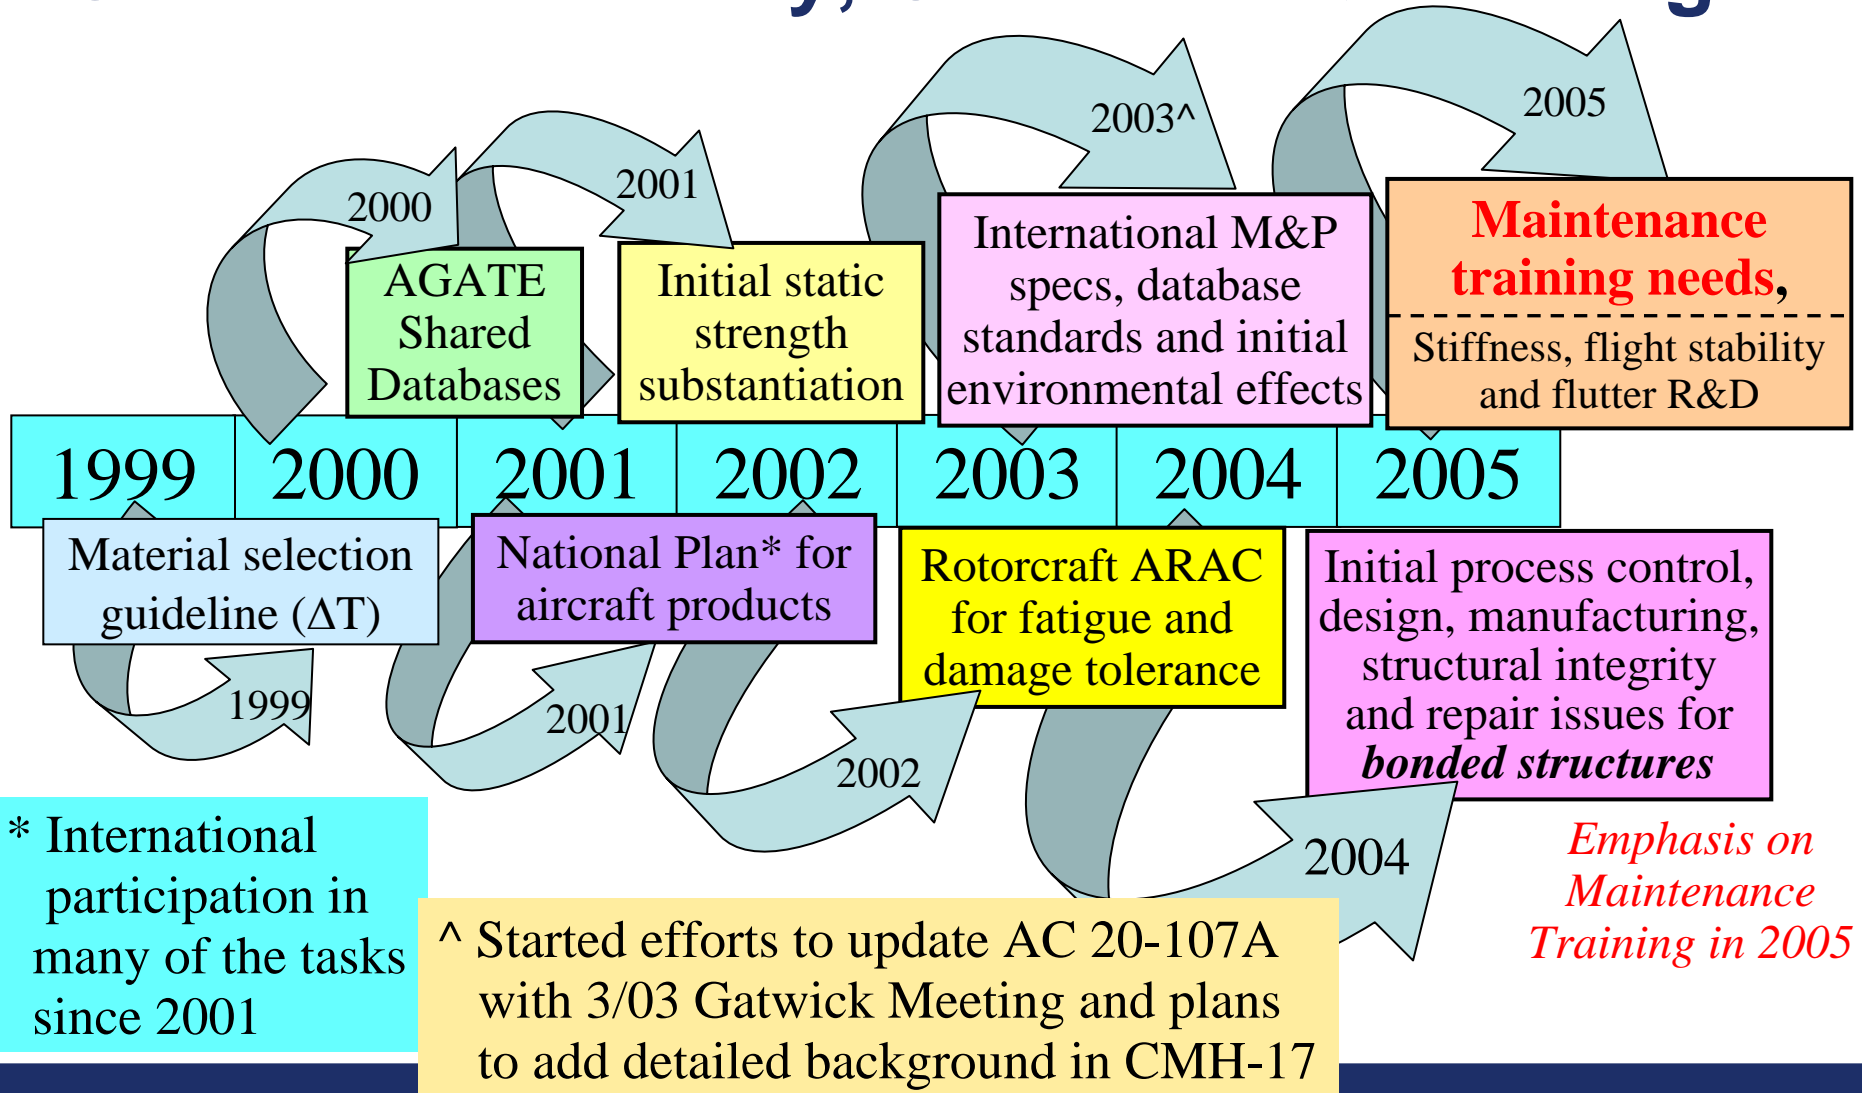 2000
2001
2003^
2005
AGATE
Shared
Databases
Initial static
strength
substantiation
International M&P
specs, database
standards and initial
environmental effects
Maintenance
training needs,
Stiffness, flight stability
and flutter R&D
1999
2000
2001
2002
2003
2004
2005
Material selection
guideline (ΔT)
National Plan* for
aircraft products
Rotorcraft ARAC
for fatigue and
damage tolerance
Initial process control,
design, manufacturing,
structural integrity
and repair issues for
bonded structures
1999
2001
2002
2004
* International
participation in
many of the tasks
since 2001
^ Started efforts to update AC 20-107A
with 3/03 Gatwick Meeting and plans
to add detailed background in CMH-17
Emphasis on
Maintenance
Training in 2005